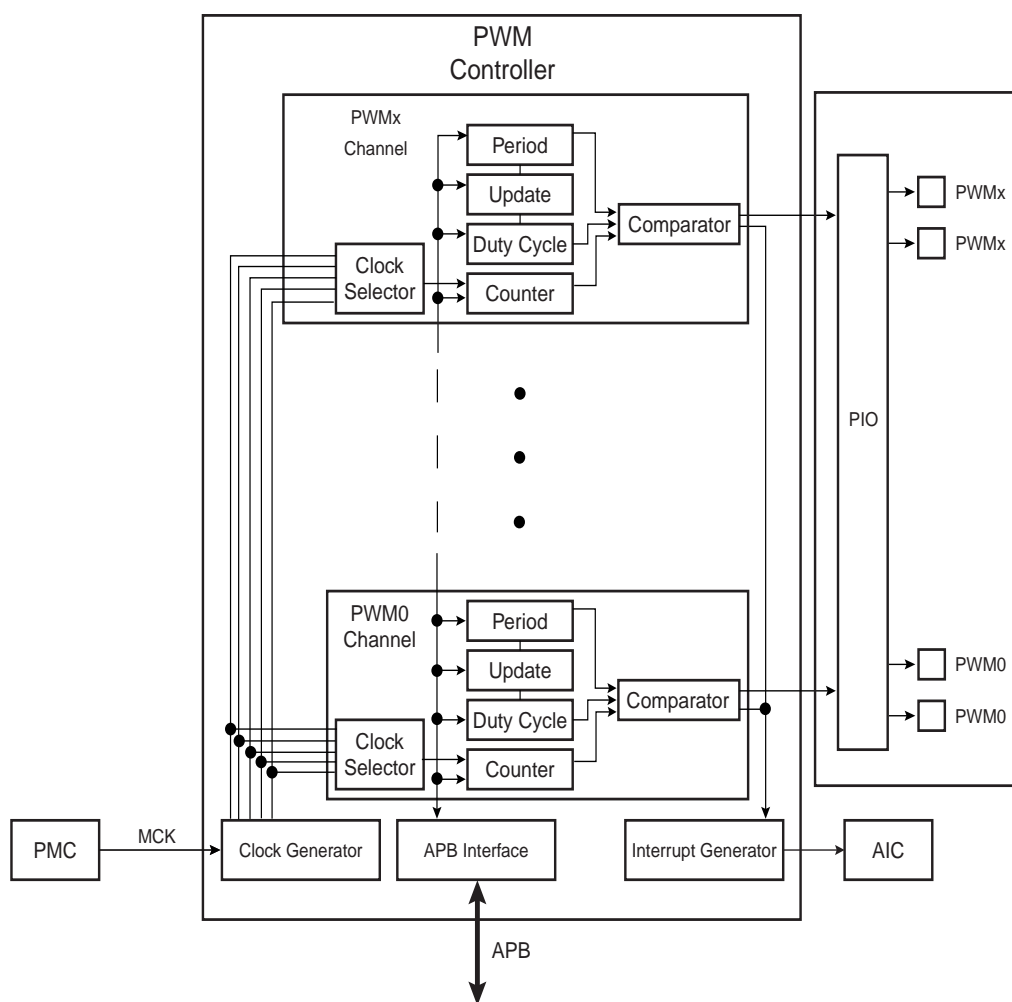 PWM
Controller
PWMx
Channel
Period
Update
Duty Cycle
Comparator
Clock
Selector
Counter
PIO
PWMx
PWMx
PWM0
Channel
Period
Update
Duty Cycle
Comparator
Clock
Selector
Counter
PWM0
PWM0
PMC
MCK
Clock Generator
APB Interface
Interrupt Generator
AIC
APB